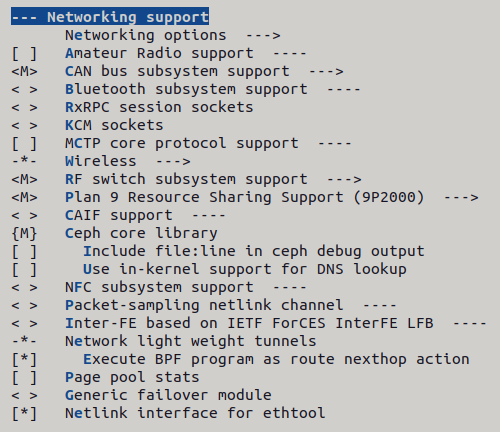 --- Networking support
Networking options  --->
[ ]   Amateur Radio support  ----
<M>   CAN bus subsystem support  --->
< >   Bluetooth subsystem support  ----
< >   RxRPC session sockets
< >   KCM sockets
[ ]   MCTP core protocol support  ----
-*-   Wireless  --->
<M>   RF switch subsystem support  --->
<M>   Plan 9 Resource Sharing Support (9P2000)  --->
< >   CAIF support  ----
{M}   Ceph core library
[ ]     Include file:line in ceph debug output
[ ]     Use in-kernel support for DNS lookup
< >   NFC subsystem support  ----
< >   Packet-sampling netlink channel  ----
< >   Inter-FE based on IETF ForCES InterFE LFB  ----
-*-   Network light weight tunnels
[*]     Execute BPF program as route nexthop action
[ ]   Page pool stats
< >   Generic failover module
[*]   Netlink interface for ethtool